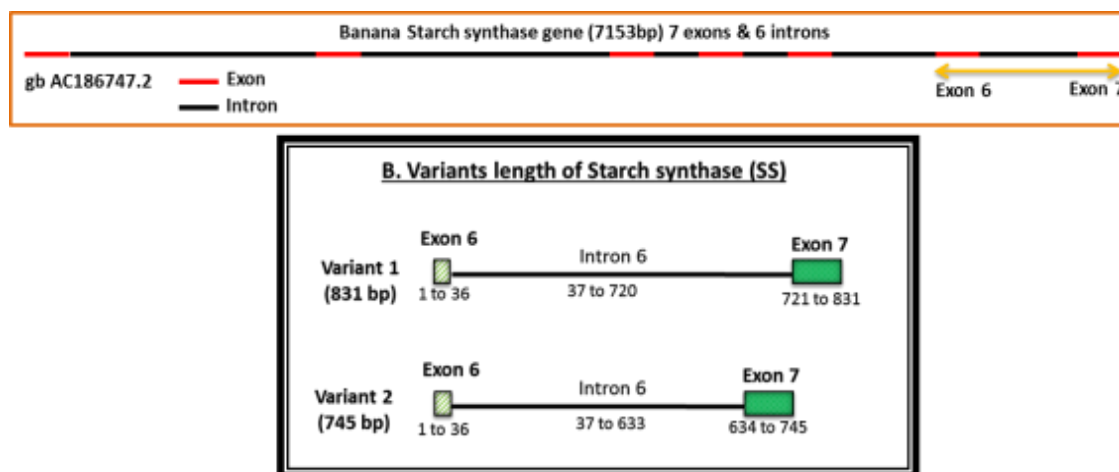 Banana Starch synthase gene (7153bp) 7 exons & 6 introns
gb AC186747.2
Exon
Intron
Exon 6
Exon 7
B. Variants length of Starch synthase (SS)
Exon 6
Exon 7
Variant 1
(831 bp)
Intron 6
1 to 36
37 to 720
721 to 831
Exon 6
Exon 7
Variant 2
(745 bp)
Intron 6
1 to 36
37 to 633
634 to 745